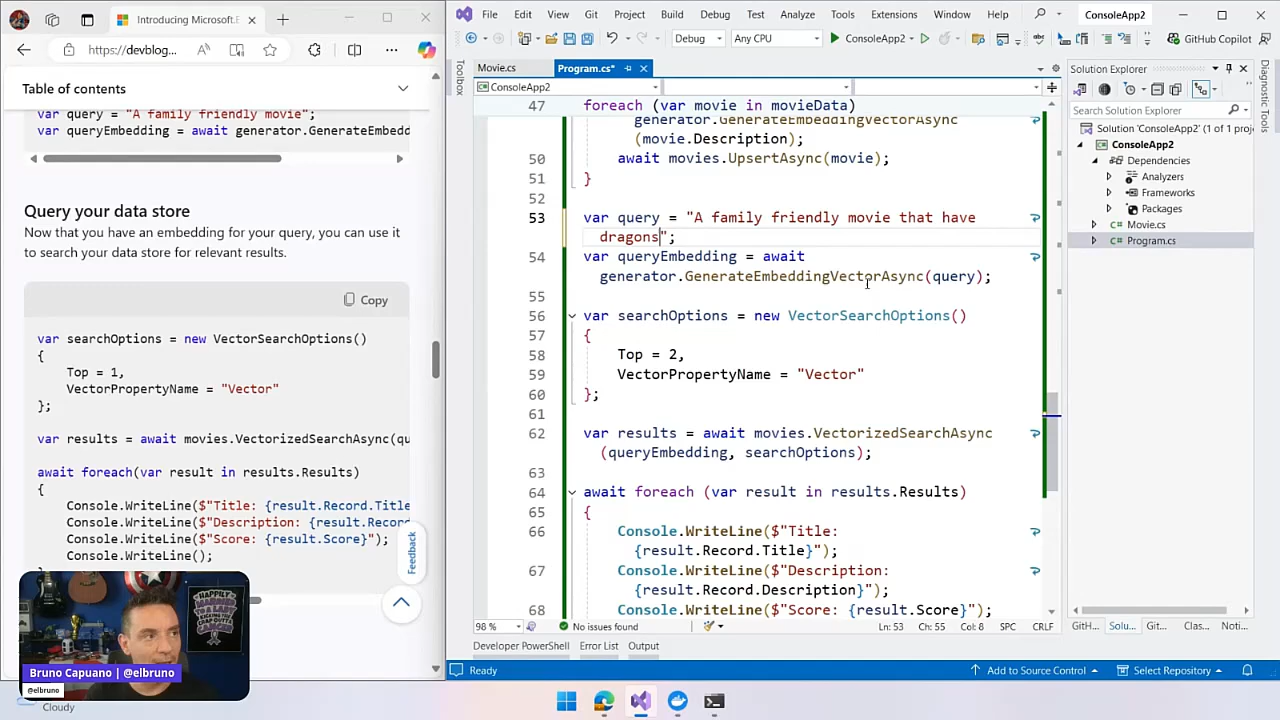 Introducing Microsoft.E
https://devblog...
Table of contents
var query = "A family friendly movie";
var queryEmbedding = await generator.GenerateEmbedd
Query your data store
Now that you have an embedding for your query, you can use it
to search your data store for relevant results.
Copy
var searchOptions = new VectorSearchOptions()
{
Top = 1,
VectorPropertyName = "Vector"
};
var results = await movies.VectorizedSearchAsync(qu
await foreach(var result in results.Results)
{
Console.WriteLine($"Title: {result.Record.Title
Console.WriteLine($"Description: {result.Record
Console.WriteLine($"Score: {result.Score}");
Console.WriteLine();
Feedback
Bruno Capuano | @elbruno
@elbruno
Cloudy
File Edit View Git Project Build Debug Test Analyze Tools Extensions Window Help
ConsoleApp2
Debug Any CPU ConsoleApp2 GitHub Copilot
Toolbox
Movie.cs Program.cs*
ConsoleApp2
47 foreach (var movie in movieData)
generator.GenerateEmbeddingVectorAsync
(movie.Description);
50 await movies.UpsertAsync(movie);
51 }
52
53 var query = "A family friendly movie that have
dragons";
54 var queryEmbedding = await
generator.GenerateEmbeddingVectorAsync(query);
55
56 var searchOptions = new VectorSearchOptions()
57 {
58 Top = 2,
59 VectorPropertyName = "Vector"
60 };
61
62 var results = await movies.VectorizedSearchAsync
(queryEmbedding, searchOptions);
63
64 await foreach (var result in results.Results)
65 {
66 Console.WriteLine($"Title:
{result.Record.Title}");
67 Console.WriteLine($"Description:
{result.Record.Description}");
68 Console.WriteLine($"Score: {result.Score}");
98 % No issues found Ln: 53 Ch: 55 Col: 8 SPC CRLF
Developer PowerShell Error List Output
Ready Add to Source Control Select Repository
Solution Explorer
Search Solution Explorer
Solution 'ConsoleApp2' (1 of 1 proje
ConsoleApp2
Dependencies
Analyzers
Frameworks
Packages
Movie.cs
Program.cs
GitH... Solu... Git... Clas... Noti...
Diagnostic Tools